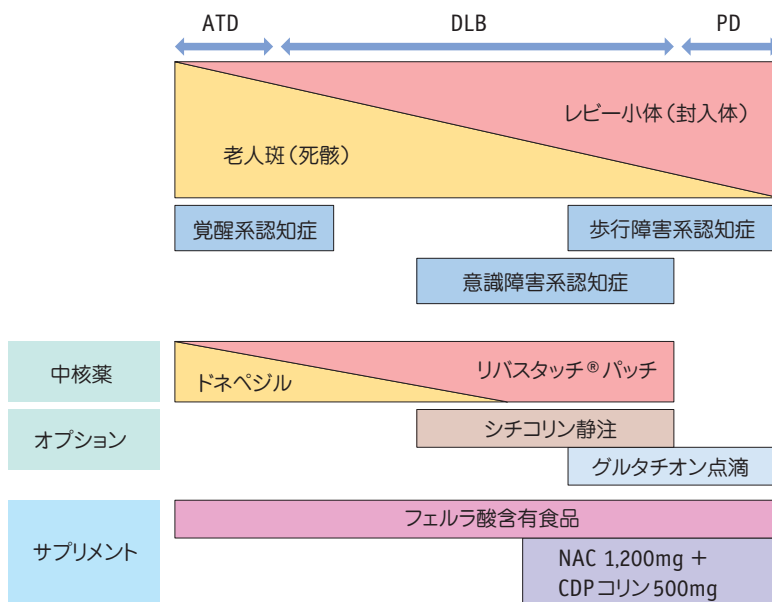 ATD DLB PD
レビー小体（封入体）
老人斑（死骸）
覚醒系認知症 歩行障害系認知症
意識障害系認知症
中核薬 ドネペジル リバスタッチ®パッチ
オプション シチコリン静注
グルタチオン点滴
サプリメント フェルラ酸含有食品
NAC 1,200mg ＋
CDPコリン500mg